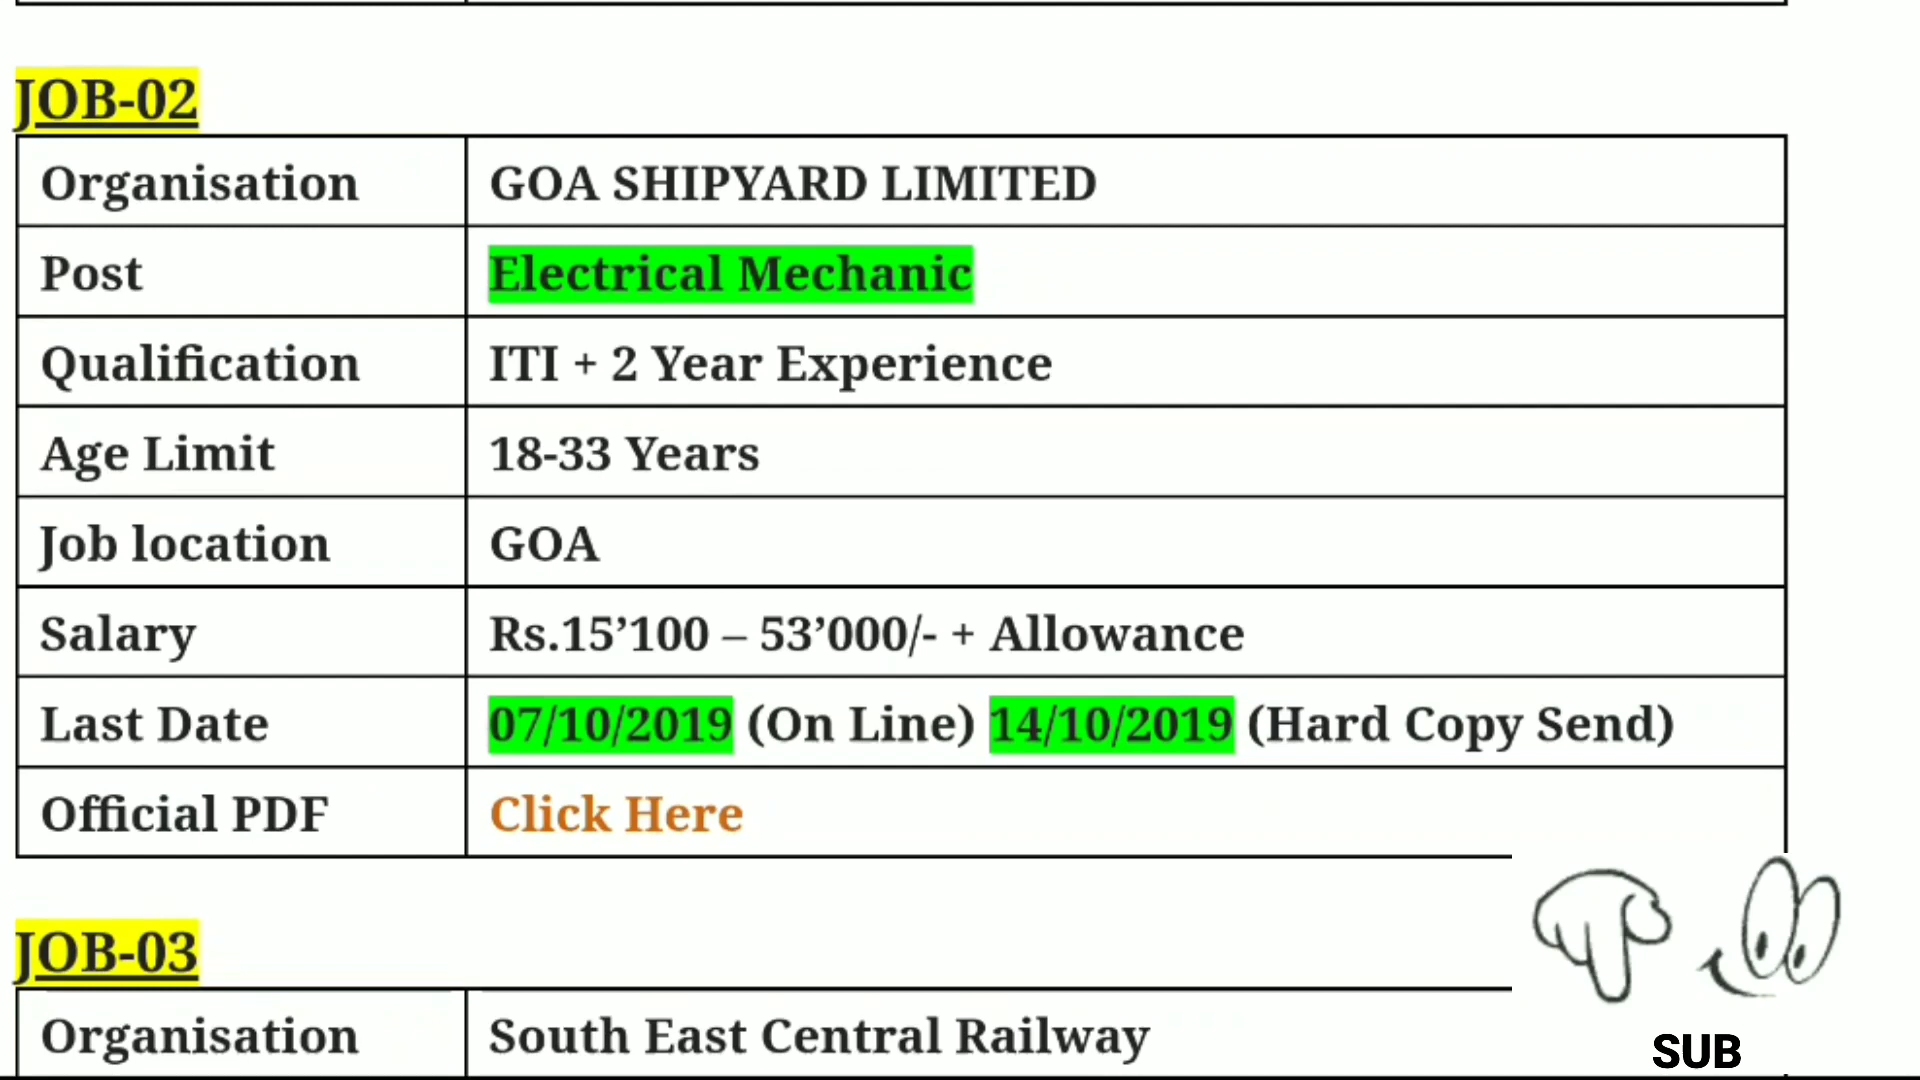 JOB-02
Organisation GOA SHIPYARD LIMITED
Post Electrical Mechanic
Qualification ITI + 2 Year Experience
Age Limit 18-33 Years
Job location GOA
Salary Rs.15’100 – 53’000/- + Allowance
Last Date 07/10/2019 (On Line) 14/10/2019 (Hard Copy Send)
Official PDF Click Here
JOB-03
Organisation South East Central Railway
SUB